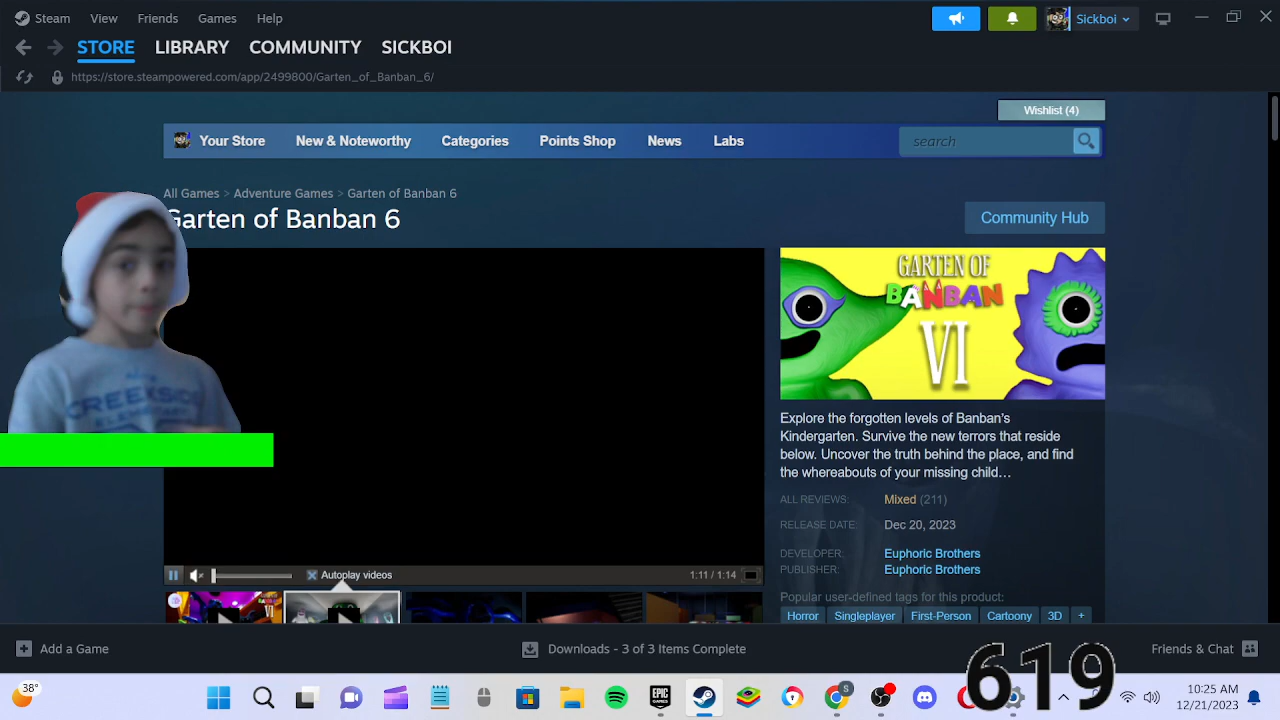 Steam View Friends Games Help Sickboi
STORE LIBRARY COMMUNITY SICKBOI
https://store.steampowered.com/app/2499800/Garten_of_Banban_6/
Wishlist (4)
Your Store New & Noteworthy Categories Points Shop News Labs search
All Games > Adventure Games > Garten of Banban 6
Garten of Banban 6
Community Hub
GARTEN OF
BANBAN
VI
Explore the forgotten levels of Banban's
Kindergarten. Survive the new terrors that reside
below. Uncover the truth behind the place, and find
the whereabouts of your missing child…
ALL REVIEWS: Mixed (211)
RELEASE DATE: Dec 20, 2023
DEVELOPER: Euphoric Brothers
PUBLISHER: Euphoric Brothers
Popular user-defined tags for this product:
Horror Singleplayer First-Person Cartoony 3D +
CREEKSIDE
Autoplay videos 1:11 / 1:14
VI
Add a Game Downloads - 3 of 3 Items Complete Friends & Chat
619
38°
EPIC
GAMES
S
10:25 AM
12/21/2023